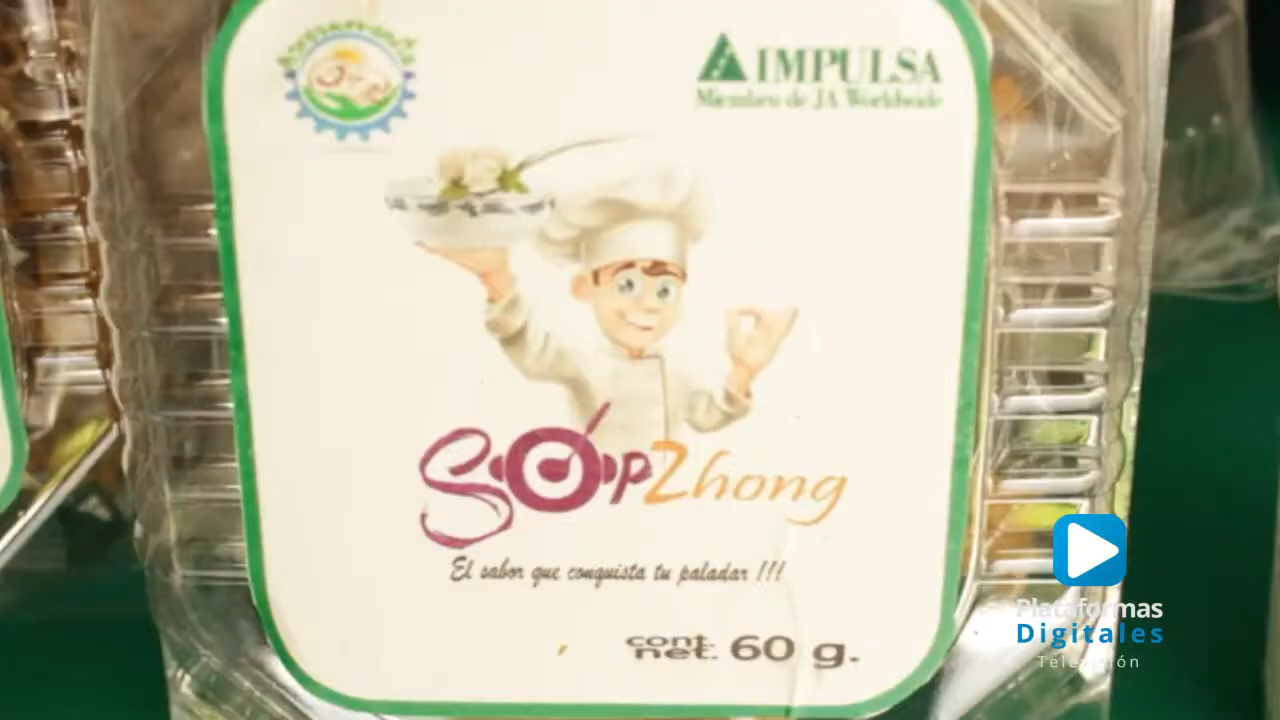 IMPULSA
Miembro de JA Worldwide
SopZhong
El sabor que conquista tu paladar !!!
cont. net. 60 g.
Plataformas
Digitales
Televisión